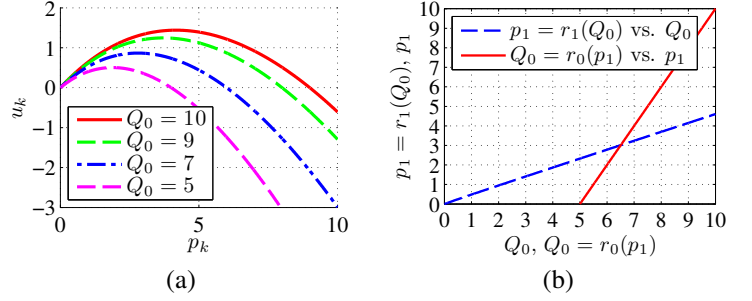 2
1
0
−1
−2
−3
0
5
10
u_k
p_k
Q_0 = 10
Q_0 = 9
Q_0 = 7
Q_0 = 5
(a)
10
9
8
7
6
5
4
3
2
1
0
0 1 2 3 4 5 6 7 8 9 10
p_1 = r_1(Q_0), p_1
Q_0, Q_0 = r_0(p_1)
p_1 = r_1(Q_0) vs. Q_0
Q_0 = r_0(p_1) vs. p_1
(b)